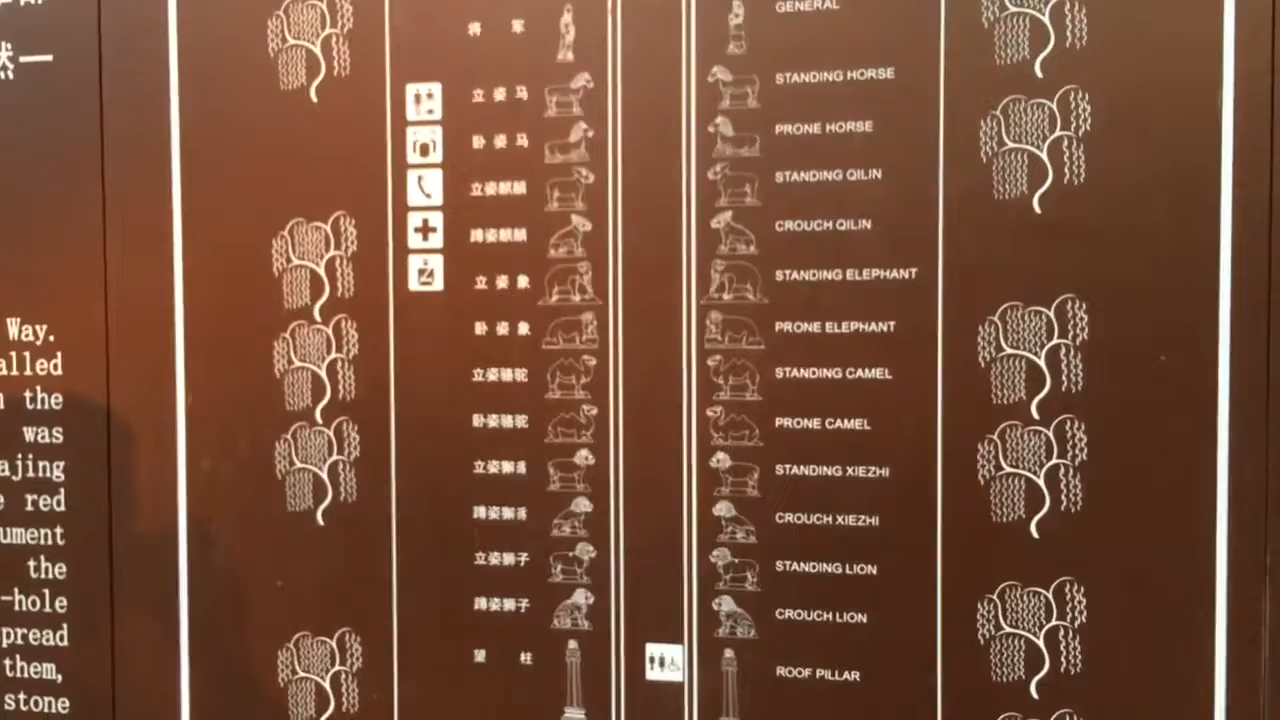 然一
将军
GENERAL
立姿马
STANDING HORSE
卧姿马
PRONE HORSE
立姿麒麟
STANDING QILIN
蹲姿麒麟
CROUCH QILIN
立姿象
STANDING ELEPHANT
卧姿象
PRONE ELEPHANT
立姿骆驼
STANDING CAMEL
卧姿骆驼
PRONE CAMEL
立姿獬豸
STANDING XIEZHI
蹲姿獬豸
CROUCH XIEZHI
立姿狮子
STANDING LION
蹲姿狮子
CROUCH LION
望柱
ROOF PILLAR
Way.
alled
the
was
ajing
red
ument
the
-hole
pread
them,
stone